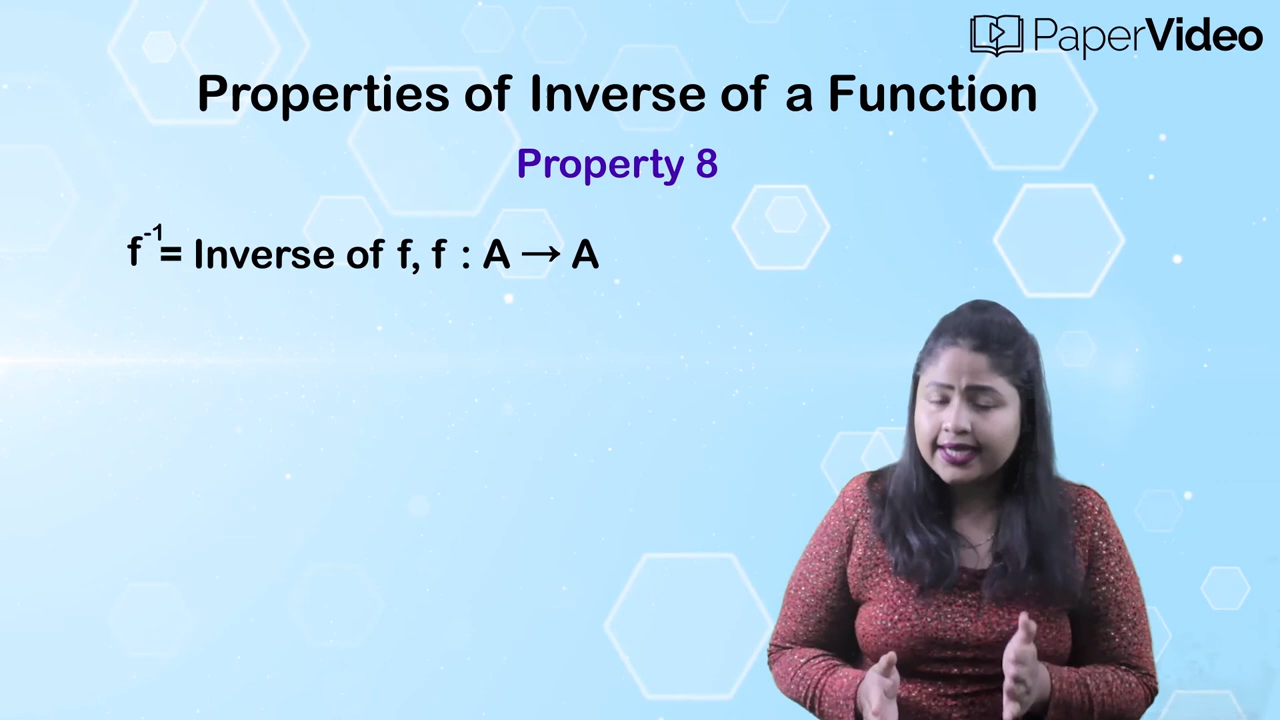 PaperVideo
Properties of Inverse of a Function
Property 8
f⁻¹= Inverse of f, f : A → A